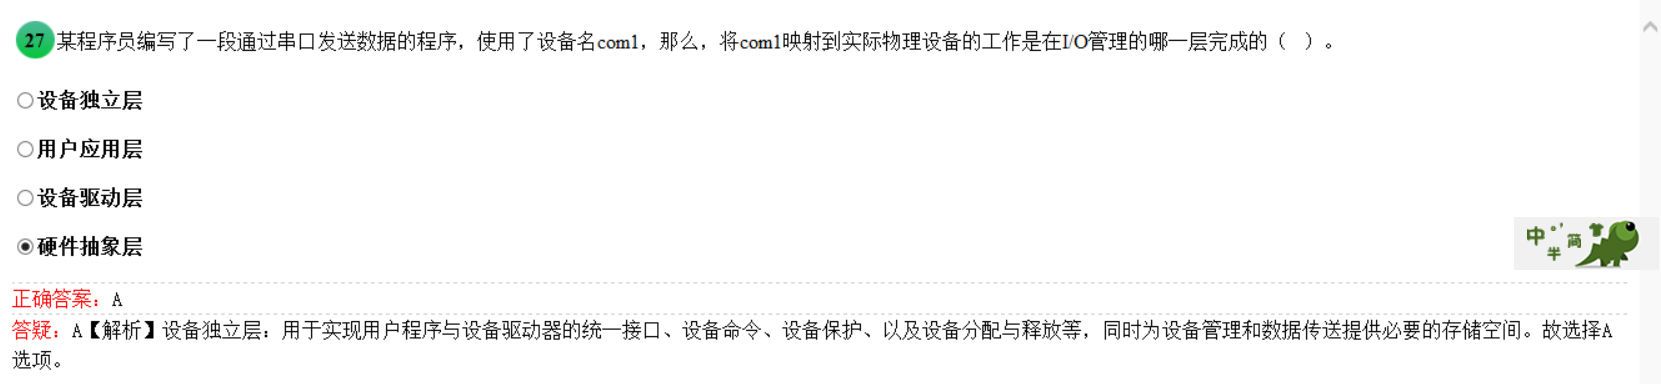 27 某程序员编写了一段通过串口发送数据的程序，使用了设备名com1，那么，将com1映射到实际物理设备的工作是在I/O管理的哪一层完成的（  ）。
设备独立层
用户应用层
设备驱动层
硬件抽象层
中 °, 半 简
正确答案：A
答疑：A【解析】设备独立层：用于实现用户程序与设备驱动器的统一接口、设备命令、设备保护、以及设备分配与释放等，同时为设备管理和数据传送提供必要的存储空间。故选择A
选项。